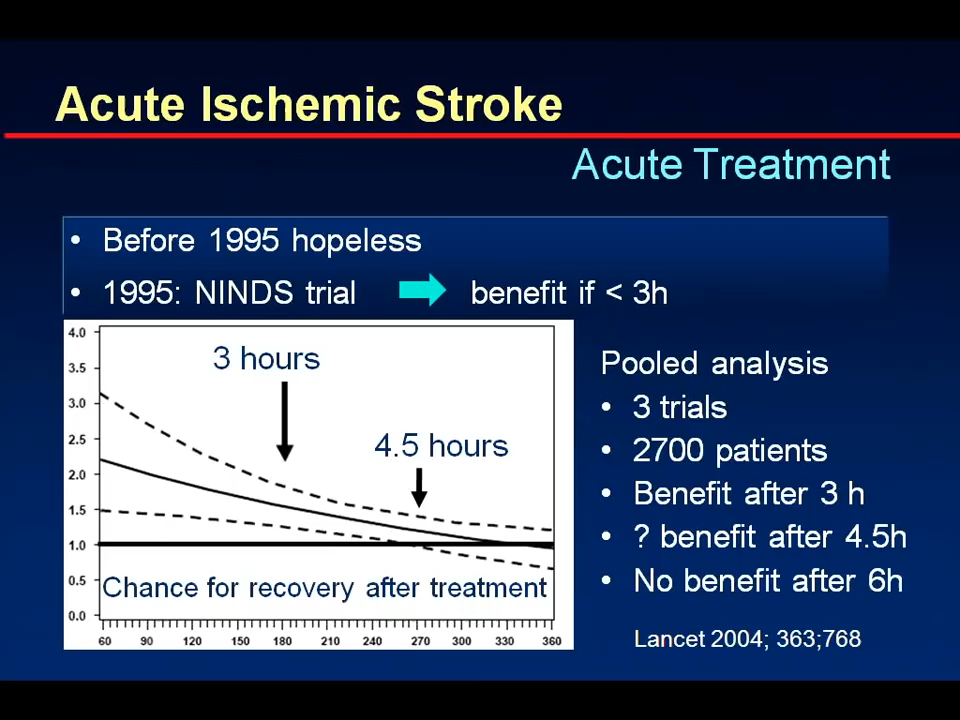 Acute Ischemic Stroke
Acute Treatment
• Before 1995 hopeless
• 1995: NINDS trial benefit if < 3h
4.0
3.5
3.0
2.5
2.0
1.5
1.0
0.5
0.0
3 hours
4.5 hours
Chance for recovery after treatment
60 90 120 150 180 210 240 270 300 330 360
Pooled analysis
• 3 trials
• 2700 patients
• Benefit after 3 h
• ? benefit after 4.5h
• No benefit after 6h
Lancet 2004; 363;768